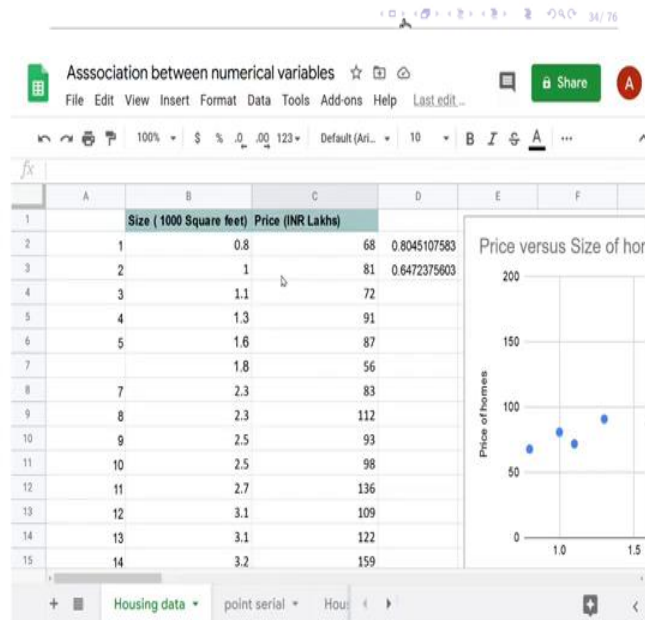 34/76
Asssociation between numerical variables
File Edit View Insert Format Data Tools Add-ons Help Last edit...
100% $ % .0 .00 123 Default (Ari... 10 B I S A ...
fx
A B C D E F
1 Size ( 1000 Square feet) Price (INR Lakhs)
2 1 0.8 68 0.8045107583
3 2 1 81 0.6472375603
4 3 1.1 72
5 4 1.3 91
6 5 1.6 87
7 1.8 56
8 7 2.3 83
9 8 2.3 112
10 9 2.5 93
11 10 2.5 98
12 11 2.7 136
13 12 3.1 109
14 13 3.1 122
15 14 3.2 159
Share
A
Price versus Size of hor
200
150
100
50
0
Price of homes
1.0 1.5
Housing data point serial Hou